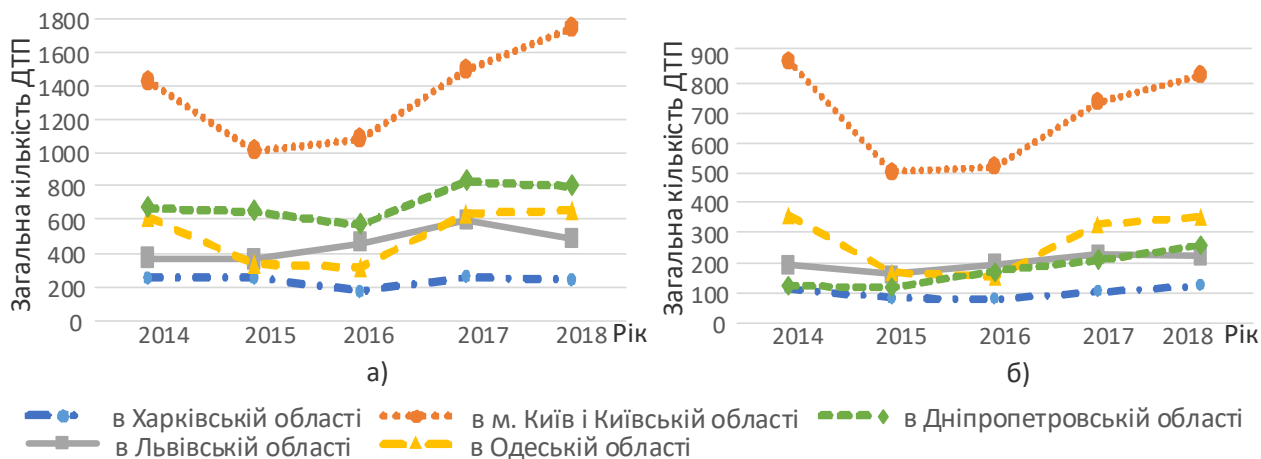 Загальна кількість ДТП
1800
1600
1400
1200
1000
800
600
400
200
0
2014 2015 2016 2017 2018 Рік
а)
Загальна кількість ДТП
900
800
700
600
500
400
300
200
100
0
2014 2015 2016 2017 2018 Рік
б)
в Харківській області в м. Київ і Київській області в Дніпропетровській області
в Львівській області в Одеській області